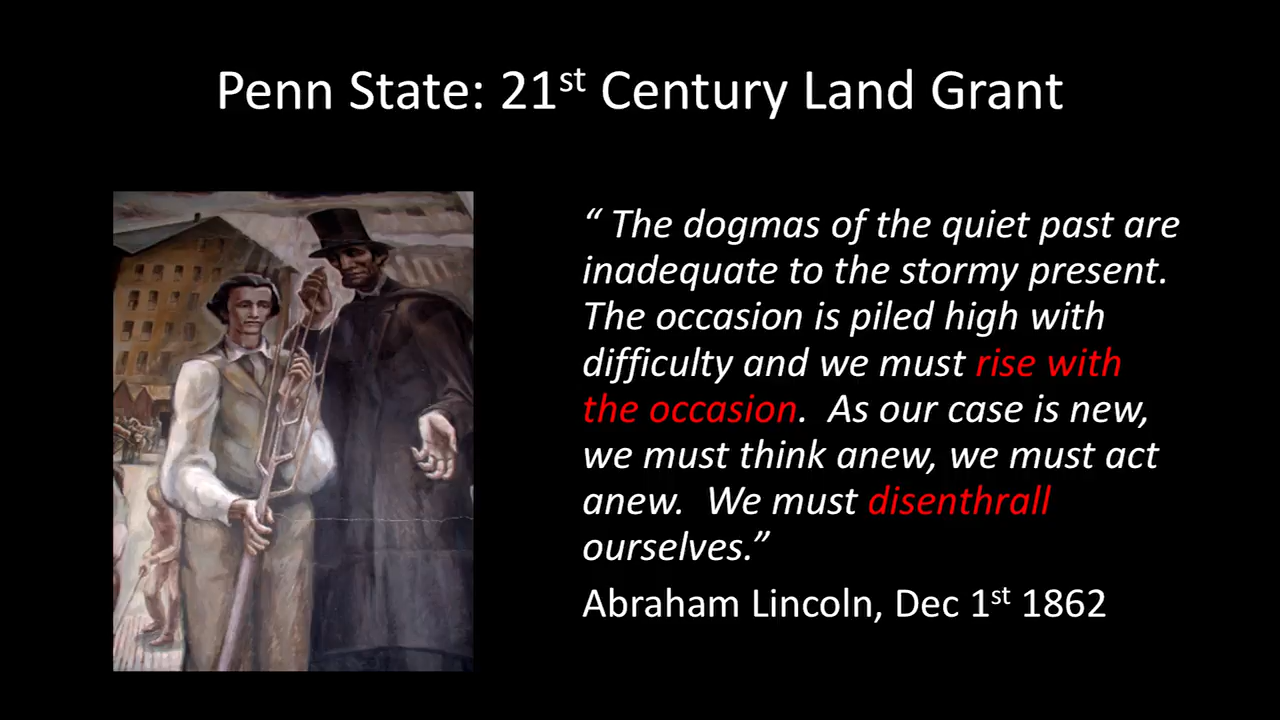 Penn State: 21st Century Land Grant
“ The dogmas of the quiet past are
inadequate to the stormy present.
The occasion is piled high with
difficulty and we must rise with
the occasion.  As our case is new,
we must think anew, we must act
anew.  We must disenthrall
ourselves.”
Abraham Lincoln, Dec 1st 1862